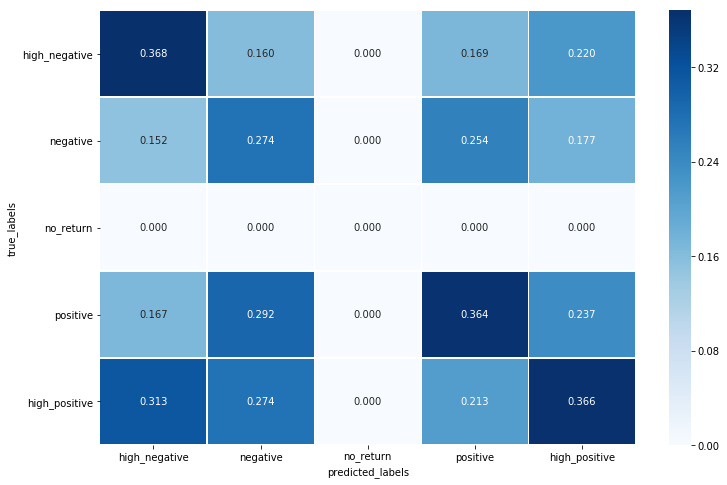 high_negative 0.368 0.160 0.000 0.169 0.220
0.32
negative 0.152 0.274 0.000 0.254 0.177
0.24
true_labels
no_return 0.000 0.000 0.000 0.000 0.000
0.16
positive 0.167 0.292 0.000 0.364 0.237
0.08
high_positive 0.313 0.274 0.000 0.213 0.366
0.00
high_negative negative no_return positive high_positive
predicted_labels